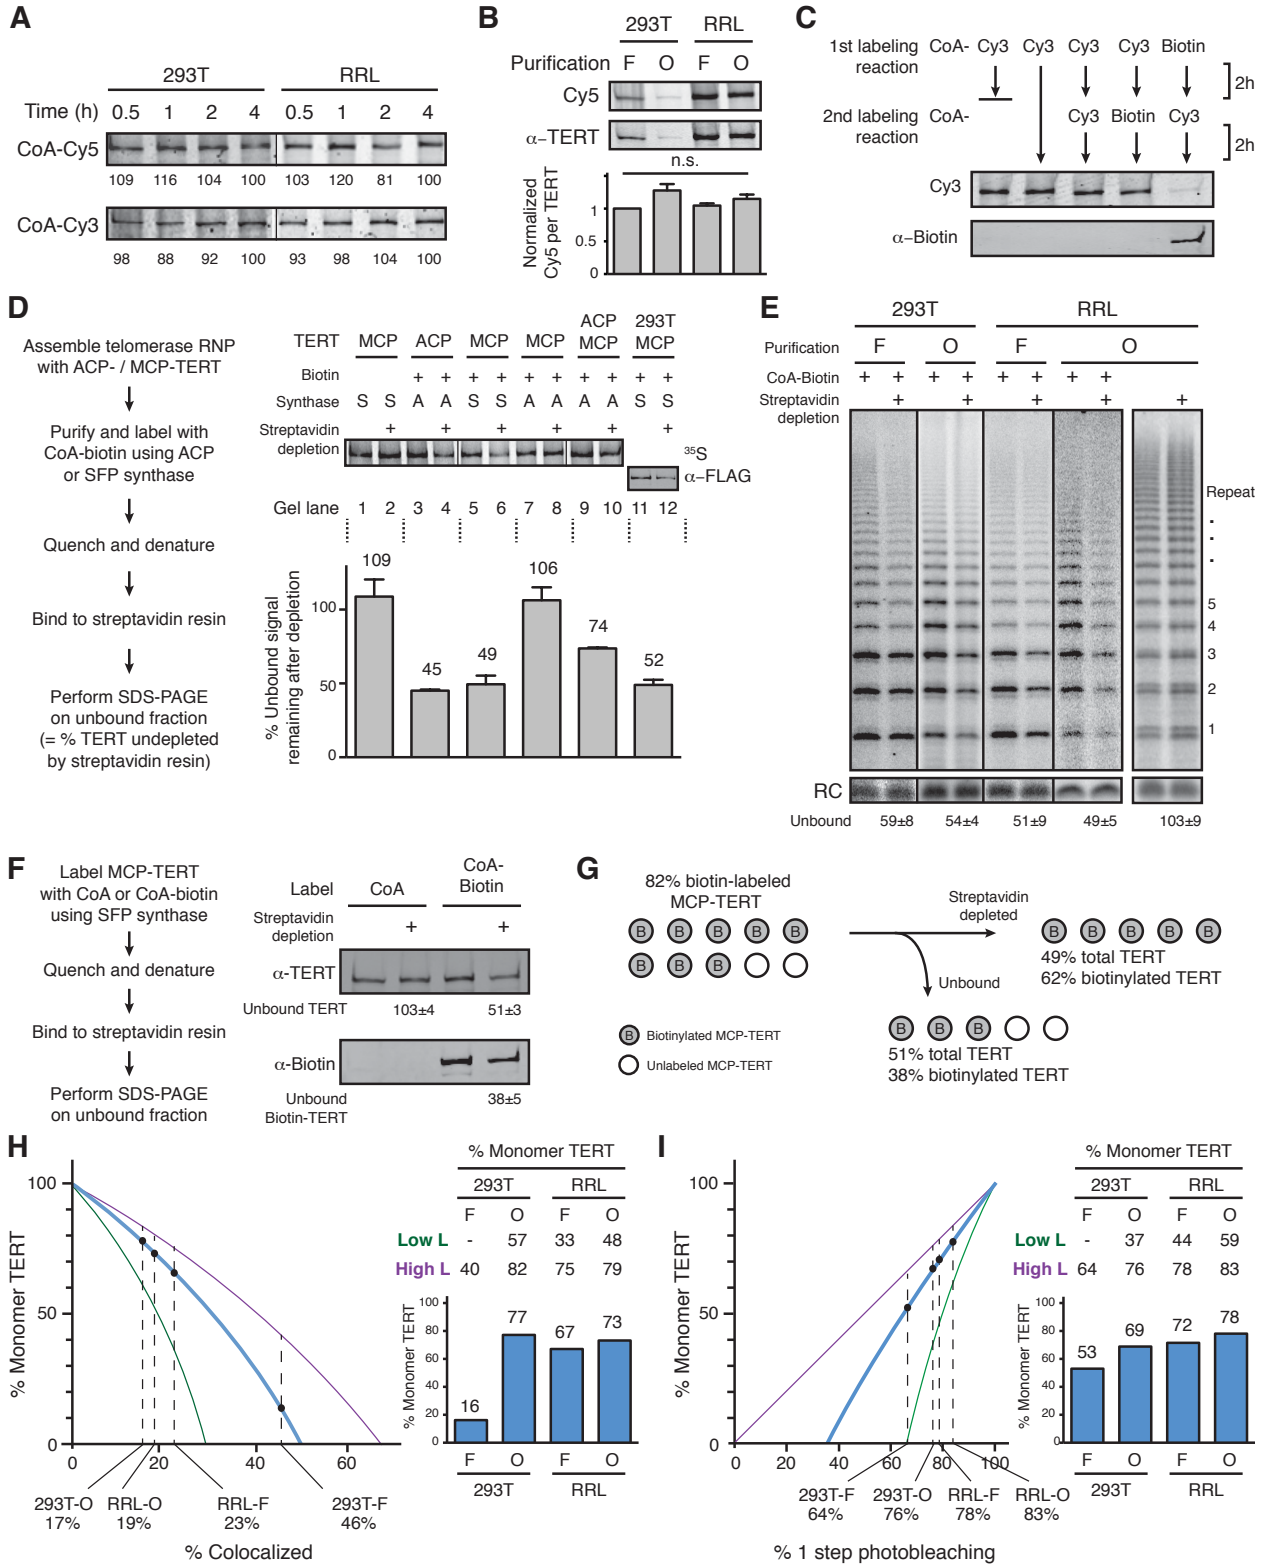 A
293T RRL
Time (h) 0.5 1 2 4 0.5 1 2 4
CoA-Cy5
109 116 104 100 103 120 81 100
CoA-Cy3
98 88 92 100 93 98 104 100
B
293T RRL
Purification F O F O
Cy5
α–TERT
n.s.
Normalized
Cy5 per TERT
1
0.5
0
C
1st labeling
reaction
CoA- Cy3 Cy3 Cy3 Cy3 Biotin
2h
2nd labeling
reaction
CoA- Cy3 Biotin Cy3
2h
Cy3
α–Biotin
D
Assemble telomerase RNP
with ACP- / MCP-TERT
Purify and label with
CoA-biotin using ACP
or SFP synthase
Quench and denature
Bind to streptavidin resin
Perform SDS-PAGE
on unbound fraction
(= % TERT undepleted
by streptavidin resin)
ACP 293T
TERT MCP ACP MCP MCP MCP MCP
Biotin + + + + + + + + + +
Synthase S S A A S S A A A A S S
Streptavidin
depletion
+ + + + + +
35S
α–FLAG
Gel lane 1 2 3 4 5 6 7 8 9 10 11 12
% Unbound signal
remaining after depletion
100
50
0
109 45 49 106 74 52
E
293T RRL
Purification F O F O
CoA-Biotin + + + + + + + +
Streptavidin
depletion
+ + + + +
Repeat
.
.
.
5
4
3
2
1
RC
Unbound 59±8 54±4 51±9 49±5 103±9
F
Label MCP-TERT
with CoA or CoA-biotin
using SFP synthase
Quench and denature
Bind to streptavidin resin
Perform SDS-PAGE
on unbound fraction
CoA-
Label CoA Biotin
Streptavidin
depletion
+ +
α-TERT
Unbound TERT 103±4 51±3
α-Biotin
Unbound
Biotin-TERT
38±5
G
82% biotin-labeled
MCP-TERT
B B B B B
B B B
Streptavidin
depleted
B B B B B
49% total TERT
62% biotinylated TERT
Unbound
B B B
51% total TERT
38% biotinylated TERT
B Biotinylated MCP-TERT
Unlabeled MCP-TERT
H
% Monomer TERT
100
50
0
0 20 40 60
293T-O RRL-O RRL-F 293T-F
17% 19% 23% 46%
% Colocalized
% Monomer TERT
293T RRL
F O F O
Low L - 57 33 48
High L 40 82 75 79
% Monomer TERT
100
80
60
40
20
0
16 77 67 73
F O F O
293T RRL
I
% Monomer TERT
100
50
0
0 20 40 60 80 100
293T-F 293T-O RRL-F RRL-O
64% 76% 78% 83%
% 1 step photobleaching
% Monomer TERT
293T RRL
F O F O
Low L - 37 44 59
High L 64 76 78 83
% Monomer TERT
100
80
60
40
20
0
53 69 72 78
F O F O
293T RRL